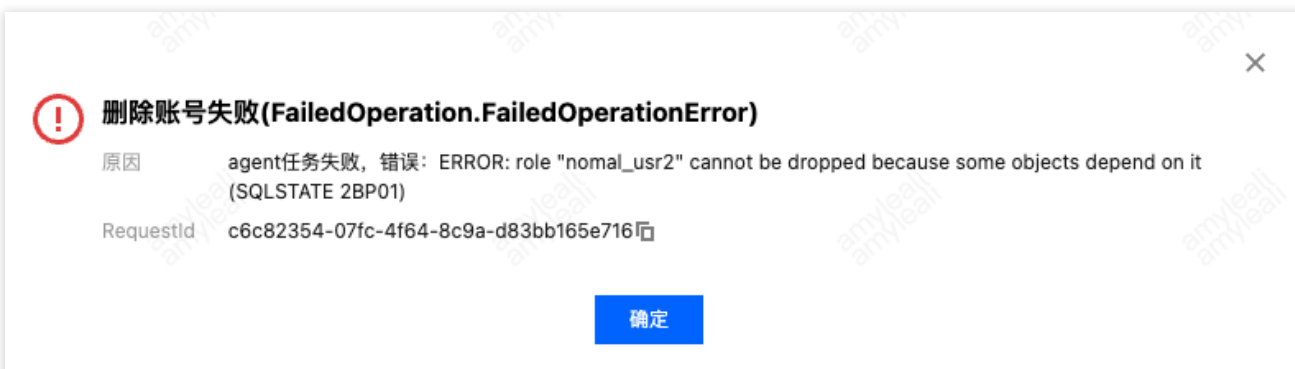 删除账号失败(FailedOperation.FailedOperationError)
原因 agent任务失败，错误：ERROR: role "nomal_usr2" cannot be dropped because some objects depend on it
(SQLSTATE 2BP01)
RequestId c6c82354-07fc-4f64-8c9a-d83bb165e716
确定